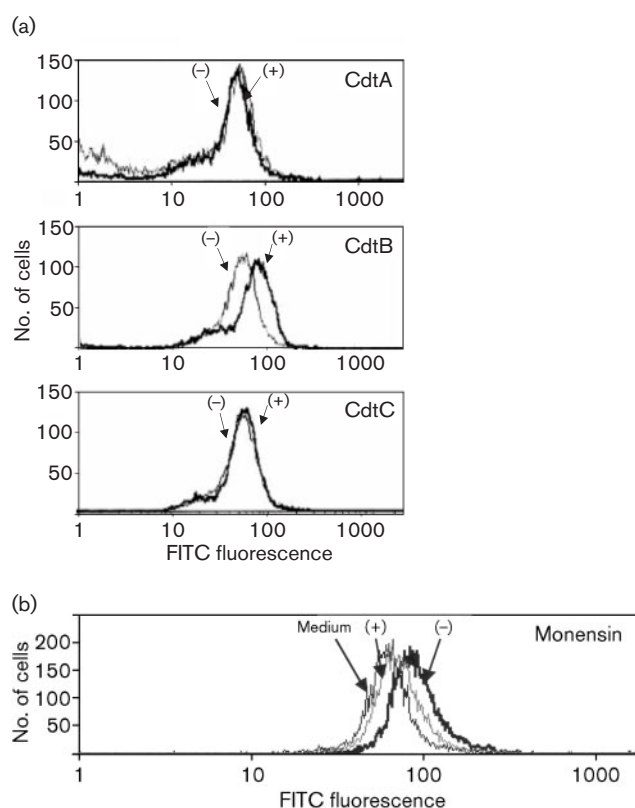 (a)
150
(–) (+) CdtA
100
50
1 10 100 1000
150
(–) (+) CdtB
100
50
1 10 100 1000
No. of cells
150
(–) (+) CdtC
100
50
1 10 100 1000
FITC fluorescence
(b)
200 Medium (+) (–) Monensin
150
100
50
No. of cells
1 10 100 1000
FITC fluorescence